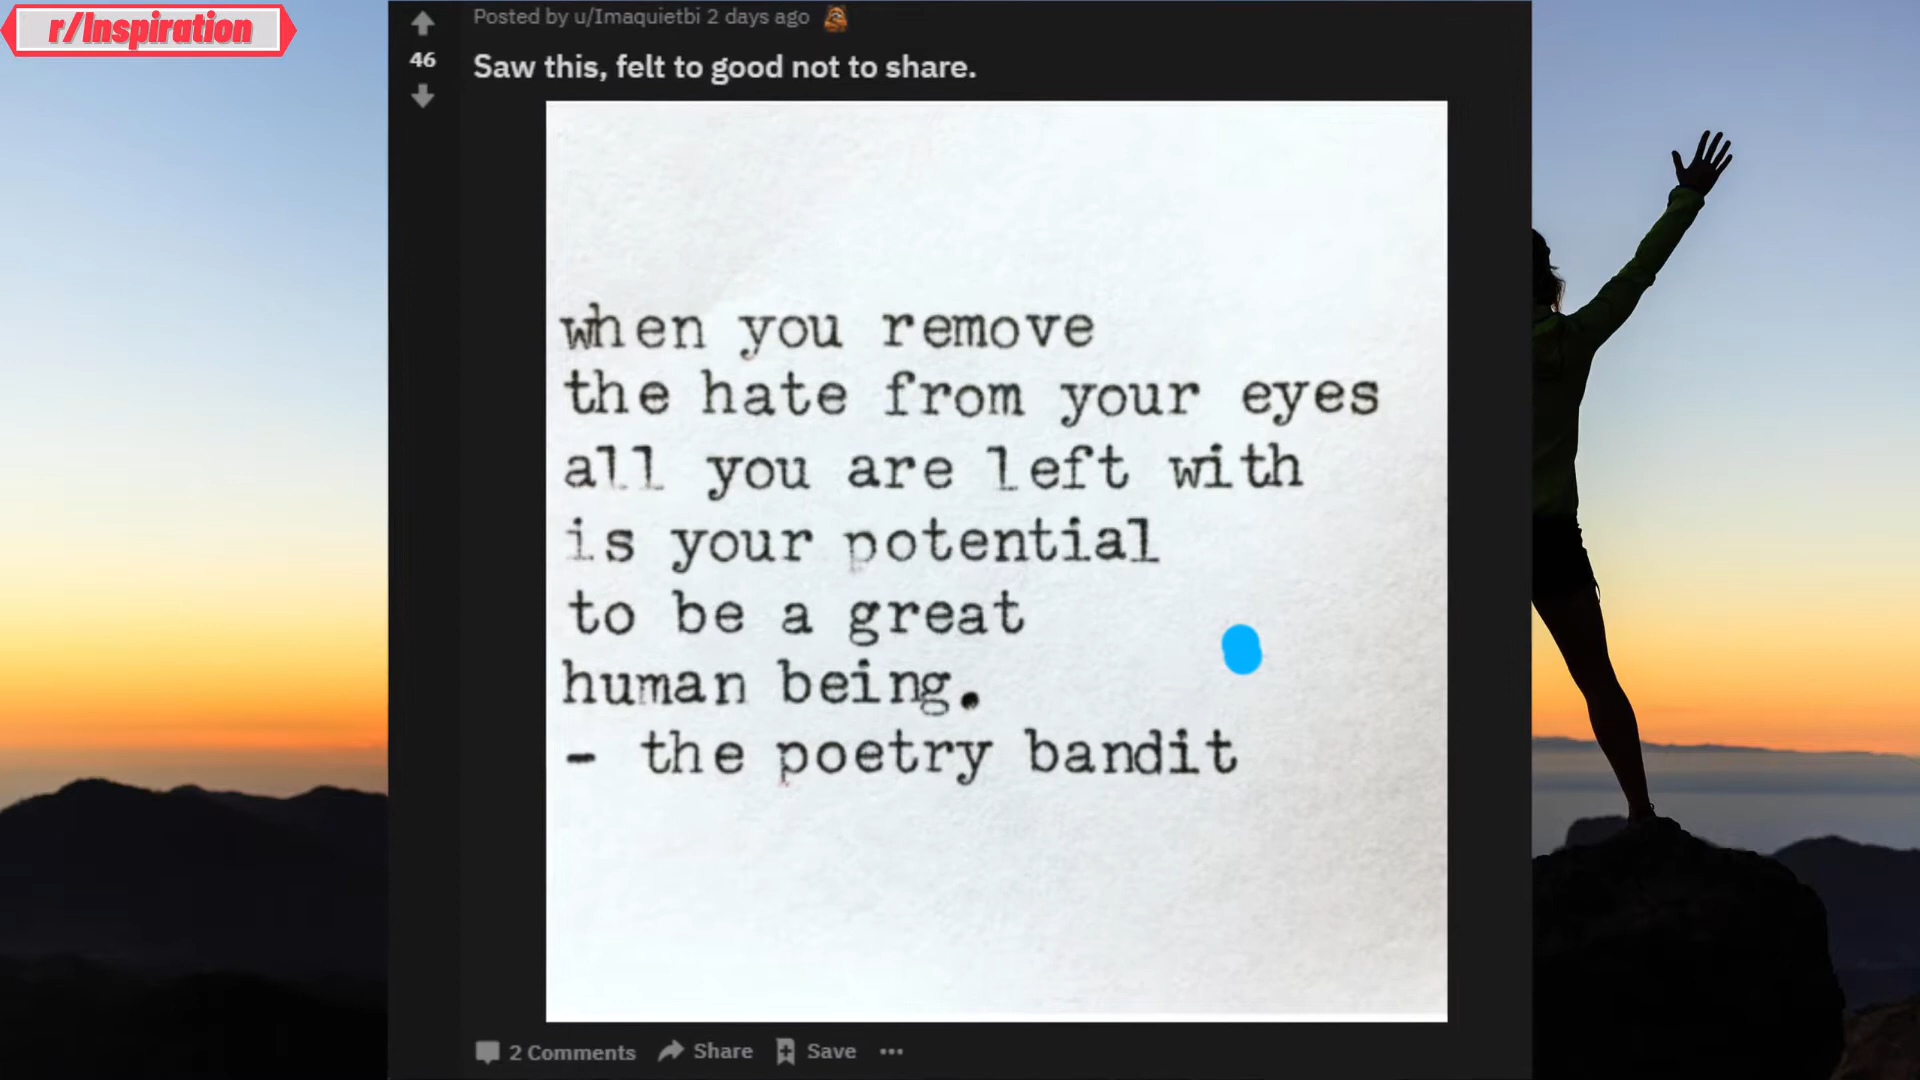 r/Inspiration
Posted by u/Imaquietbi 2 days ago
46
Saw this, felt to good not to share.
when you remove
the hate from your eyes
all you are left with
is your potential
to be a great
human being.
- the poetry bandit
2 Comments Share Save